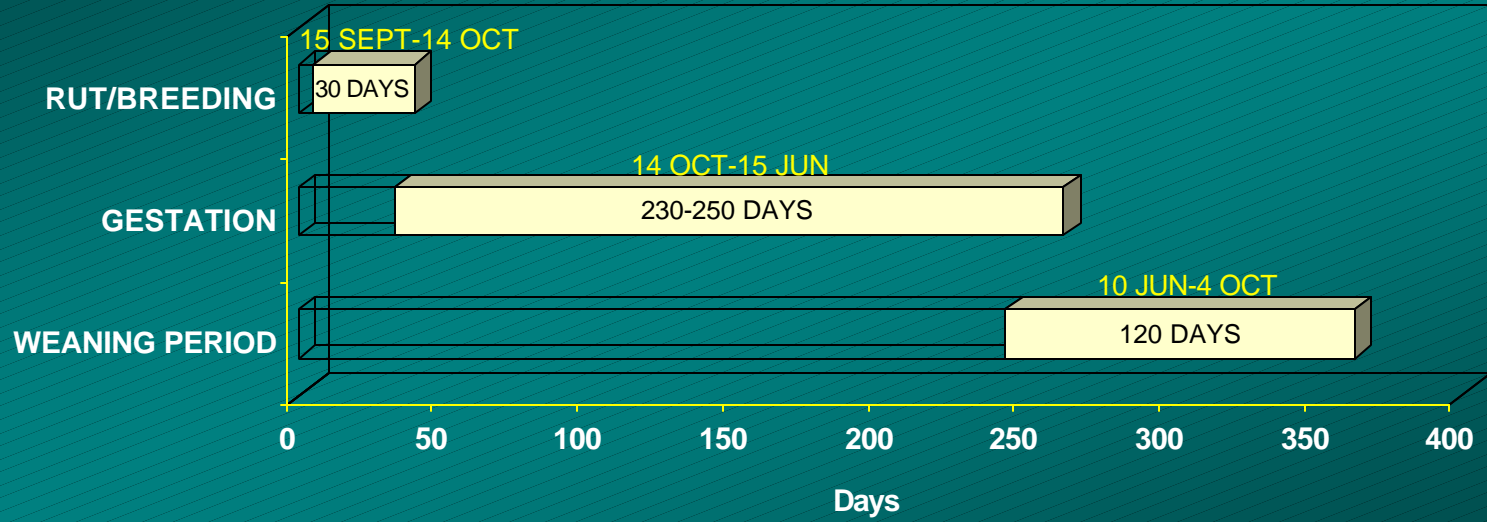 15 SEPT-14 OCT
RUT/BREEDING
30 DAYS
14 OCT-15 JUN
GESTATION
230-250 DAYS
10 JUN-4 OCT
WEANING PERIOD
120 DAYS
0 50 100 150 200 250 300 350 400
Days